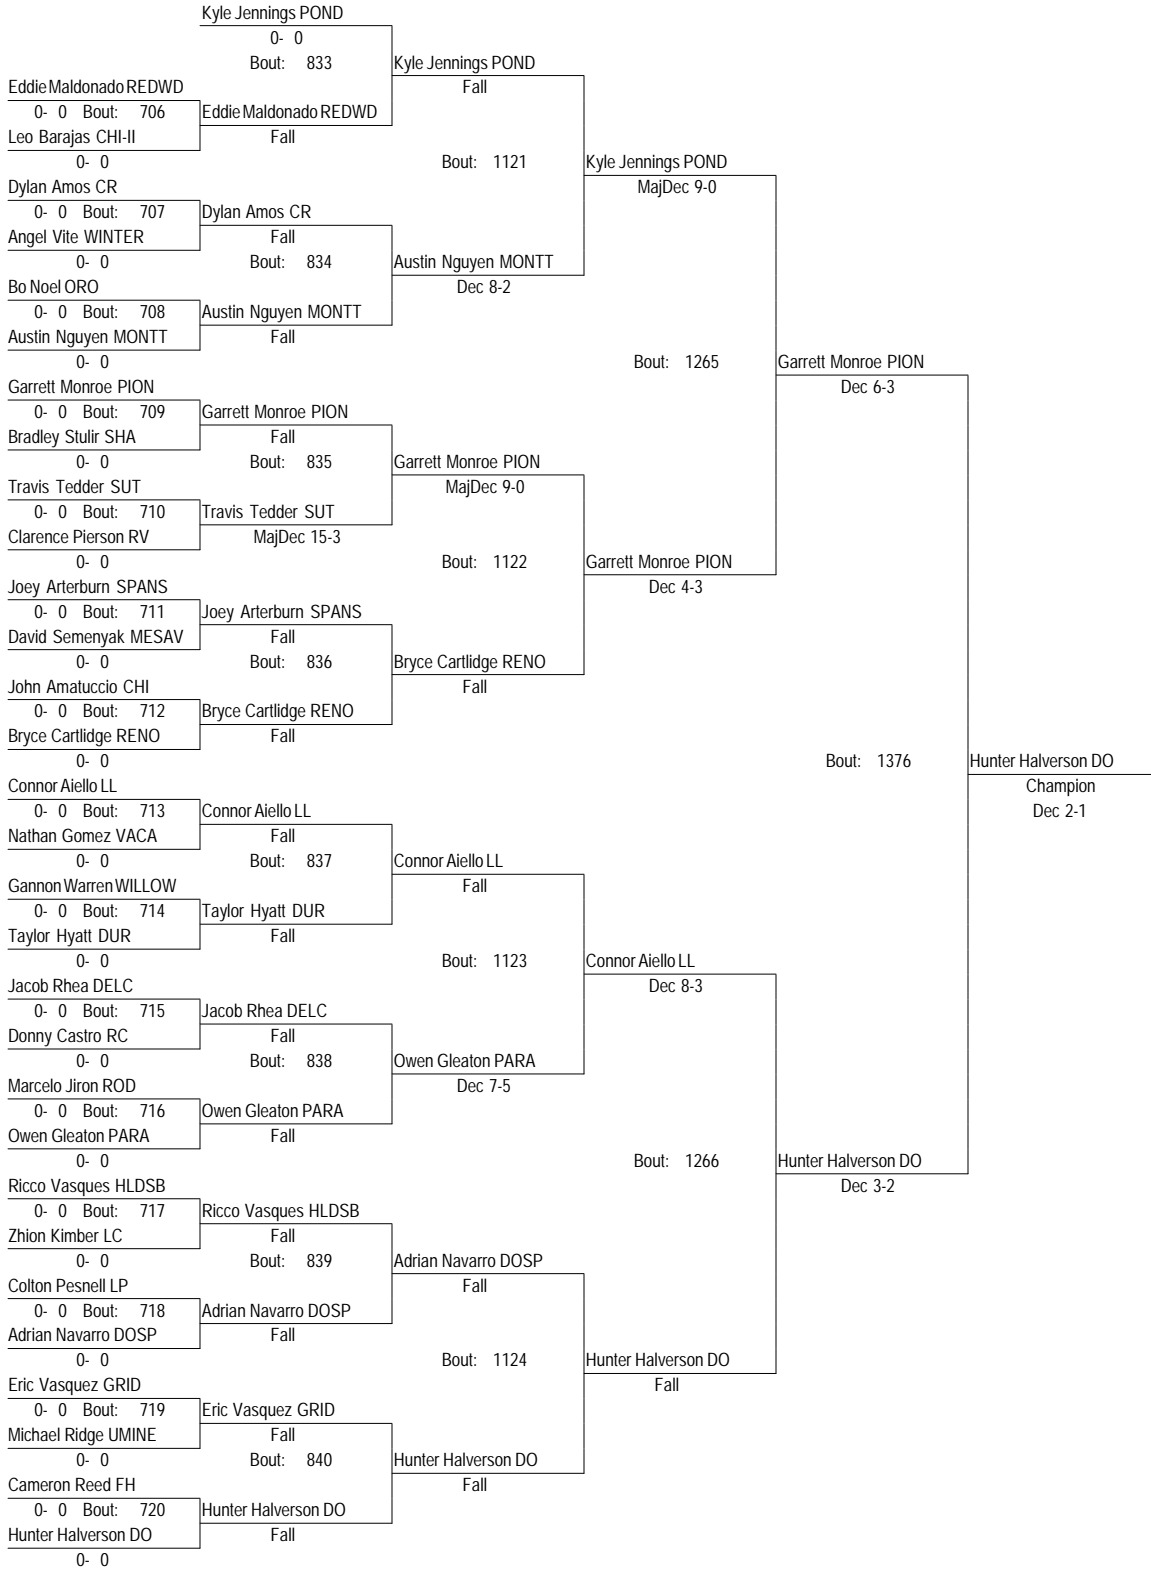 Kyle Jennings POND
0- 0
Bout: 833
Kyle Jennings POND
Fall
Eddie Maldonado REDWD
0- 0 Bout: 706
Eddie Maldonado REDWD
Leo Barajas CHI-II
Fall
0- 0
Bout: 1121
Kyle Jennings POND
MajDec 9-0
Dylan Amos CR
0- 0 Bout: 707
Dylan Amos CR
Angel Vite WINTER
Fall
0- 0
Bout: 834
Austin Nguyen MONTT
Dec 8-2
Bo Noel ORO
0- 0 Bout: 708
Austin Nguyen MONTT
Austin Nguyen MONTT
Fall
0- 0
Bout: 1265
Garrett Monroe PION
Dec 6-3
Garrett Monroe PION
0- 0 Bout: 709
Garrett Monroe PION
Bradley Stulir SHA
Fall
0- 0
Bout: 835
Garrett Monroe PION
MajDec 9-0
Travis Tedder SUT
0- 0 Bout: 710
Travis Tedder SUT
Clarence Pierson RV
MajDec 15-3
0- 0
Bout: 1122
Garrett Monroe PION
Dec 4-3
Joey Arterburn SPANS
0- 0 Bout: 711
Joey Arterburn SPANS
David Semenyak MESAV
Fall
0- 0
Bout: 836
Bryce Cartlidge RENO
Fall
John Amatuccio CHI
0- 0 Bout: 712
Bryce Cartlidge RENO
Bryce Cartlidge RENO
Fall
0- 0
Bout: 1376
Hunter Halverson DO
Champion
Dec 2-1
Connor Aiello LL
0- 0 Bout: 713
Connor Aiello LL
Nathan Gomez VACA
Fall
0- 0
Bout: 837
Connor Aiello LL
Fall
Gannon Warren WILLOW
0- 0 Bout: 714
Taylor Hyatt DUR
Taylor Hyatt DUR
Fall
0- 0
Bout: 1123
Connor Aiello LL
Dec 8-3
Jacob Rhea DELC
0- 0 Bout: 715
Jacob Rhea DELC
Donny Castro RC
Fall
0- 0
Bout: 838
Owen Gleaton PARA
Dec 7-5
Marcelo Jiron ROD
0- 0 Bout: 716
Owen Gleaton PARA
Owen Gleaton PARA
Fall
0- 0
Bout: 1266
Hunter Halverson DO
Dec 3-2
Ricco Vasques HLDSB
0- 0 Bout: 717
Ricco Vasques HLDSB
Zhion Kimber LC
Fall
0- 0
Bout: 839
Adrian Navarro DOSP
Fall
Colton Pesnell LP
0- 0 Bout: 718
Adrian Navarro DOSP
Adrian Navarro DOSP
Fall
0- 0
Bout: 1124
Hunter Halverson DO
Fall
Eric Vasquez GRID
0- 0 Bout: 719
Eric Vasquez GRID
Michael Ridge UMINE
Fall
0- 0
Bout: 840
Hunter Halverson DO
Fall
Cameron Reed FH
0- 0 Bout: 720
Hunter Halverson DO
Hunter Halverson DO
Fall
0- 0